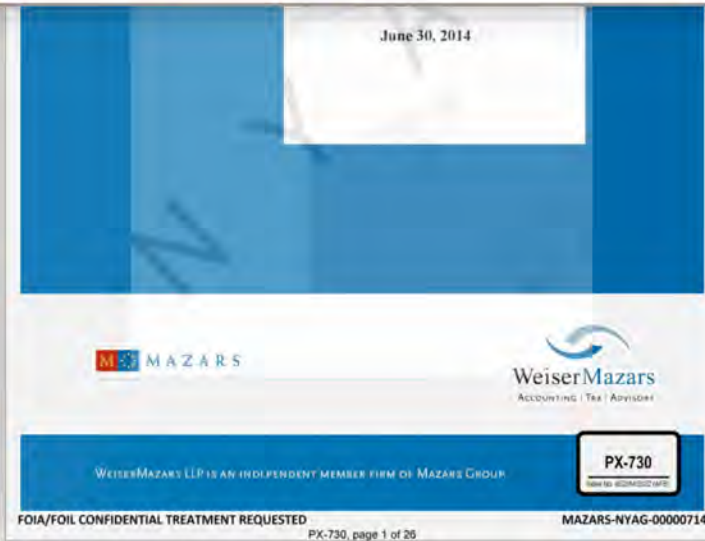 June 30, 2014
M MAZARS
WeiserMazars
ACCOUNTING | TAX | ADVISORY
WEISERMAZARS LLP IS AN INDEPENDENT MEMBER FIRM OF MAZARS GROUP.
PX-730
FOIA/FOIL CONFIDENTIAL TREATMENT REQUESTED
MAZARS-NYAG-00000714
PX-730, page 1 of 26